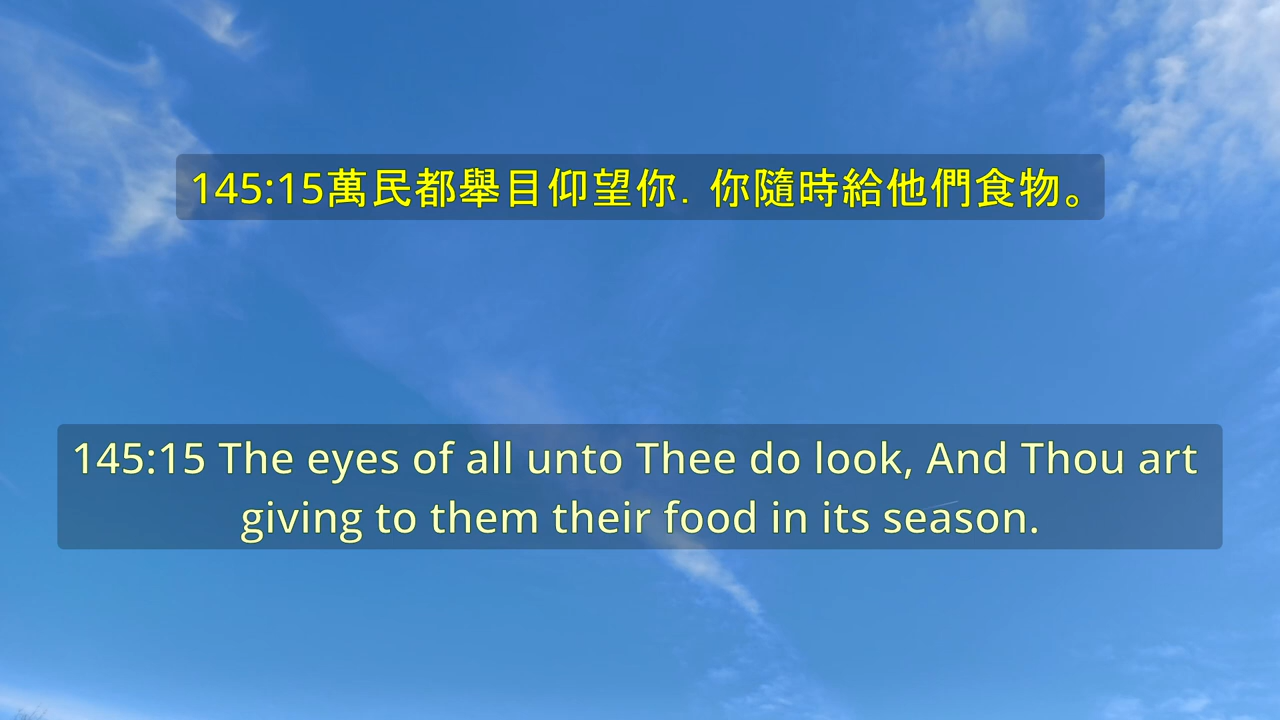 145:15萬民都舉目仰望你．你隨時給他們食物。
145:15 The eyes of all unto Thee do look, And Thou art
giving to them their food in its season.